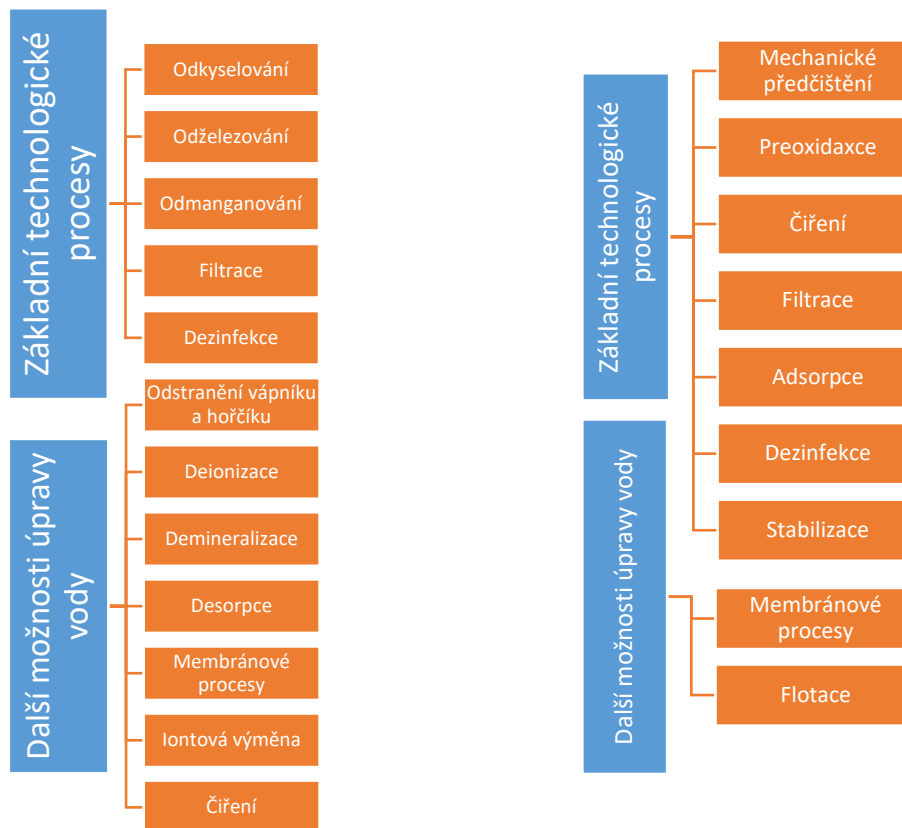 Základní technologické
procesy
Odkyselování
Odželezování
Odmanganování
Filtrace
Dezinfekce
Další možnosti úpravy
vody
Odstranění vápníku
a hořčíku
Deionizace
Demineralizace
Desorpce
Membránové
procesy
Iontová výměna
Čiření
Základní technologické
procesy
Mechanické
předčištění
Preoxidaxce
Čiření
Filtrace
Adsorpce
Dezinfekce
Stabilizace
Další možnosti úpravy vody
Membránové
procesy
Flotace